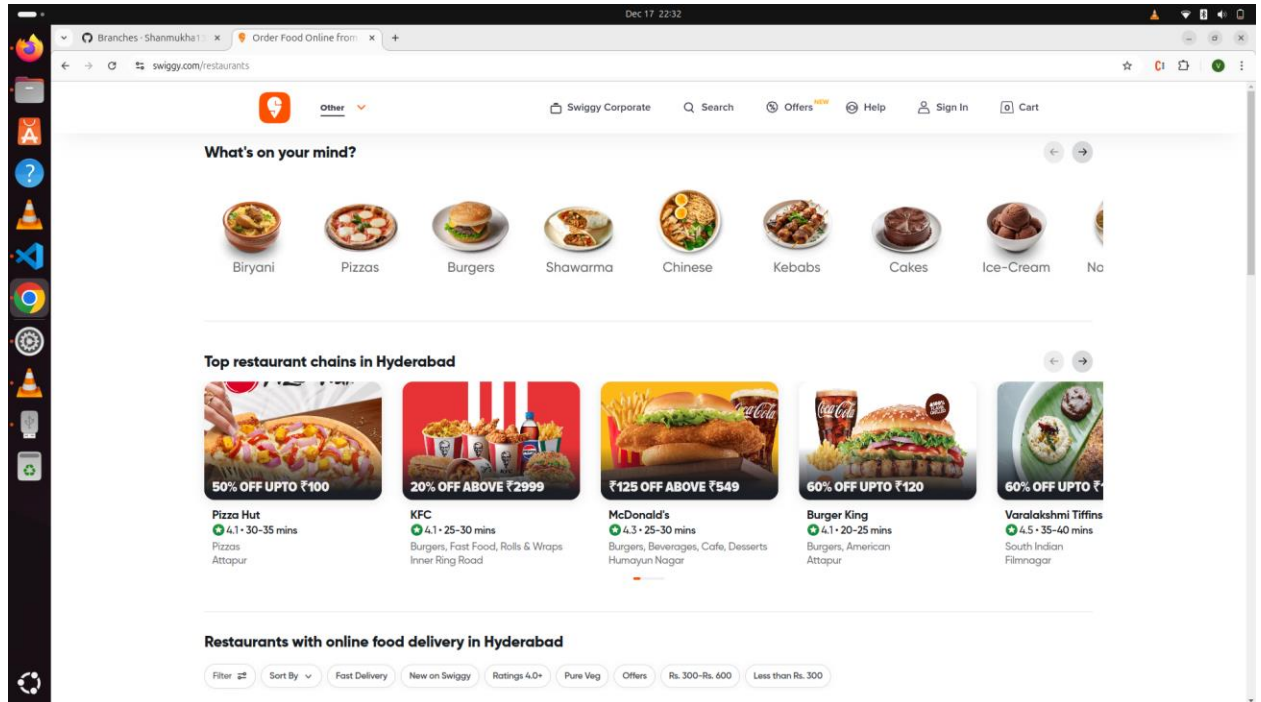 Dec 17 22:32
Branches · Shanmukha1
Order Food Online from
swiggy.com/restaurants
Other
Swiggy Corporate
Search
Offers NEW
Help
Sign In
0 Cart
What's on your mind?
Biryani
Pizzas
Burgers
Shawarma
Chinese
Kebabs
Cakes
Ice-Cream
No
Top restaurant chains in Hyderabad
50% OFF UPTO ₹100
20% OFF ABOVE ₹2999
₹125 OFF ABOVE ₹549
60% OFF UPTO ₹120
60% OFF UPTO ₹1
Pizza Hut
4.1 • 30-35 mins
Pizzas
Attapur
KFC
4.1 • 25-30 mins
Burgers, Fast Food, Rolls & Wraps
Inner Ring Road
McDonald's
4.3 • 25-30 mins
Burgers, Beverages, Cafe, Desserts
Humayun Nagar
Burger King
4.1 • 20-25 mins
Burgers, American
Attapur
Varalakshmi Tiffins
4.5 • 35-40 mins
South Indian
Filmnagar
Restaurants with online food delivery in Hyderabad
Filter
Sort By
Fast Delivery
New on Swiggy
Ratings 4.0+
Pure Veg
Offers
Rs. 300-Rs. 600
Less than Rs. 300